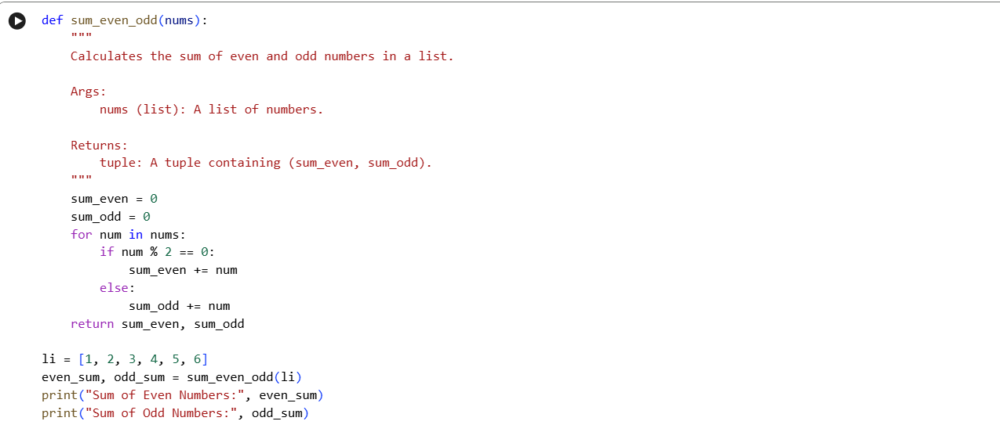 def sum_even_odd(nums):
    """
    Calculates the sum of even and odd numbers in a list.

    Args:
        nums (list): A list of numbers.

    Returns:
        tuple: A tuple containing (sum_even, sum_odd).
    """
    sum_even = 0
    sum_odd = 0
    for num in nums:
        if num % 2 == 0:
            sum_even += num
        else:
            sum_odd += num
    return sum_even, sum_odd

li = [1, 2, 3, 4, 5, 6]
even_sum, odd_sum = sum_even_odd(li)
print("Sum of Even Numbers:", even_sum)
print("Sum of Odd Numbers:", odd_sum)